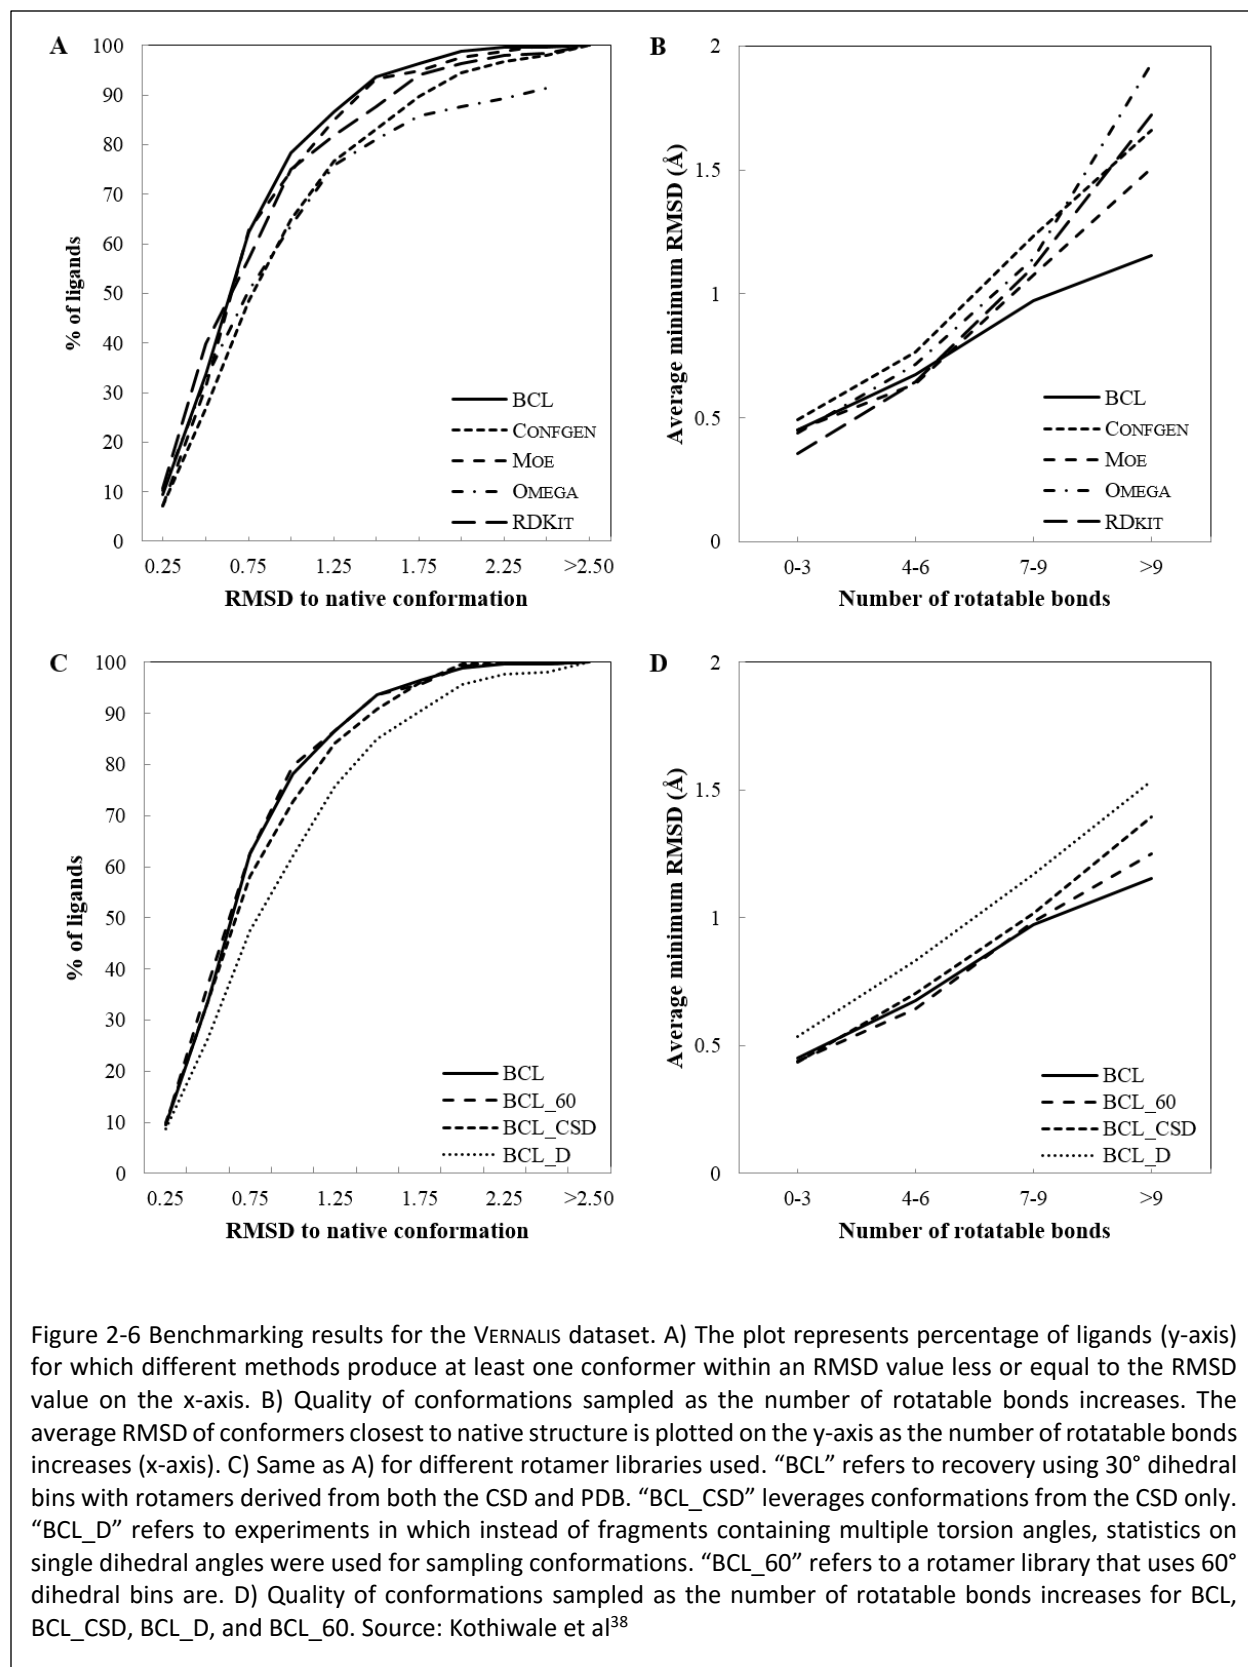 A
100
90
80
70
60
50
40
30
20
10
0
% of ligands
BCL
CONFGEN
MOE
OMEGA
RDKIT
0.25 0.75 1.25 1.75 2.25 >2.50
RMSD to native conformation
B
2
1.5
1
0.5
0
Average minimum RMSD (Å)
BCL
CONFGEN
MOE
OMEGA
RDKIT
0-3 4-6 7-9 >9
Number of rotatable bonds
C
100
90
80
70
60
50
40
30
20
10
0
% of ligands
BCL
BCL_60
BCL_CSD
BCL_D
0.25 0.75 1.25 1.75 2.25 >2.50
RMSD to native conformation
D
2
1.5
1
0.5
0
Average minimum RMSD (Å)
BCL
BCL_60
BCL_CSD
BCL_D
0-3 4-6 7-9 >9
Number of rotatable bonds
Figure 2-6 Benchmarking results for the VERNALIS dataset. A) The plot represents percentage of ligands (y-axis)
for which different methods produce at least one conformer within an RMSD value less or equal to the RMSD
value on the x-axis. B) Quality of conformations sampled as the number of rotatable bonds increases. The
average RMSD of conformers closest to native structure is plotted on the y-axis as the number of rotatable bonds
increases (x-axis). C) Same as A) for different rotamer libraries used. “BCL” refers to recovery using 30° dihedral
bins with rotamers derived from both the CSD and PDB. “BCL_CSD” leverages conformations from the CSD only.
“BCL_D” refers to experiments in which instead of fragments containing multiple torsion angles, statistics on
single dihedral angles were used for sampling conformations. “BCL_60” refers to a rotamer library that uses 60°
dihedral bins are. D) Quality of conformations sampled as the number of rotatable bonds increases for BCL,
BCL_CSD, BCL_D, and BCL_60. Source: Kothiwale et al³⁸